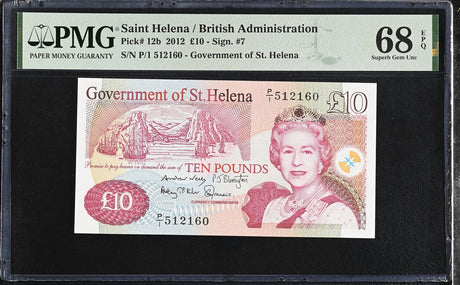 PMG
PAPER MONEY GUARANTY
Saint Helena / British Administration
Pick# 12b 2012 £10 - Sign. #7
S/N P/1 512160 - Government of St. Helena
68 EPQ
Superb Gem Unc
Government of St. Helena
P/1 512160
£10
Promise to pay bearer on demand the sum of
TEN POUNDS
CURRENCY COMMISSIONERS
£10
P/1 512160